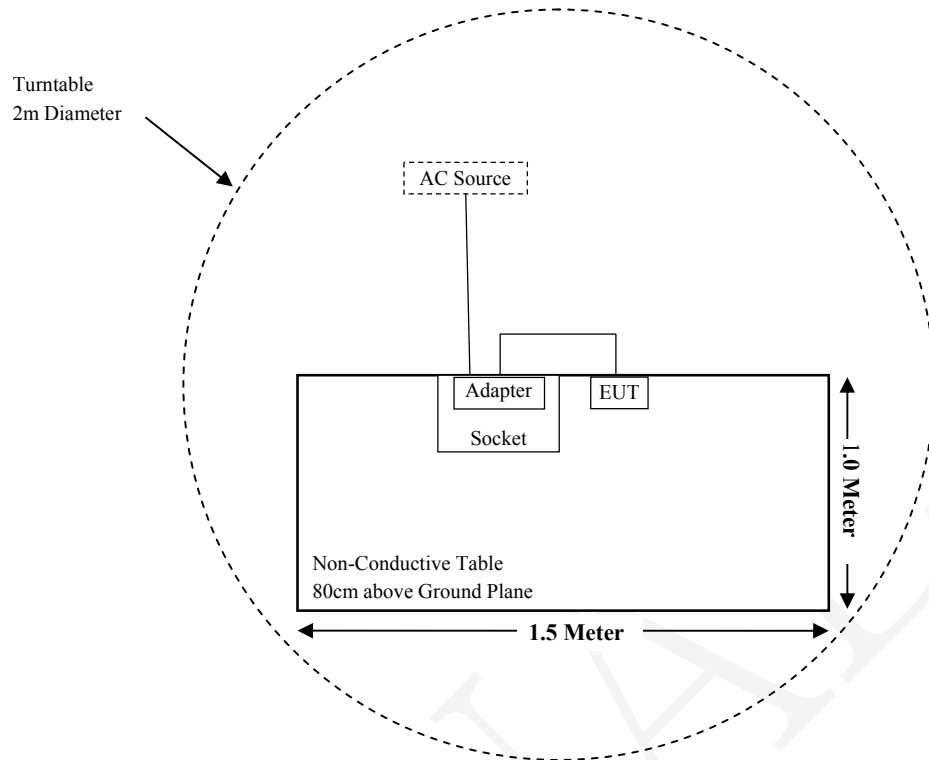 Turntable
2m Diameter
AC Source
Adapter
EUT
Socket
1.0 Meter
Non-Conductive Table
80cm above Ground Plane
1.5 Meter